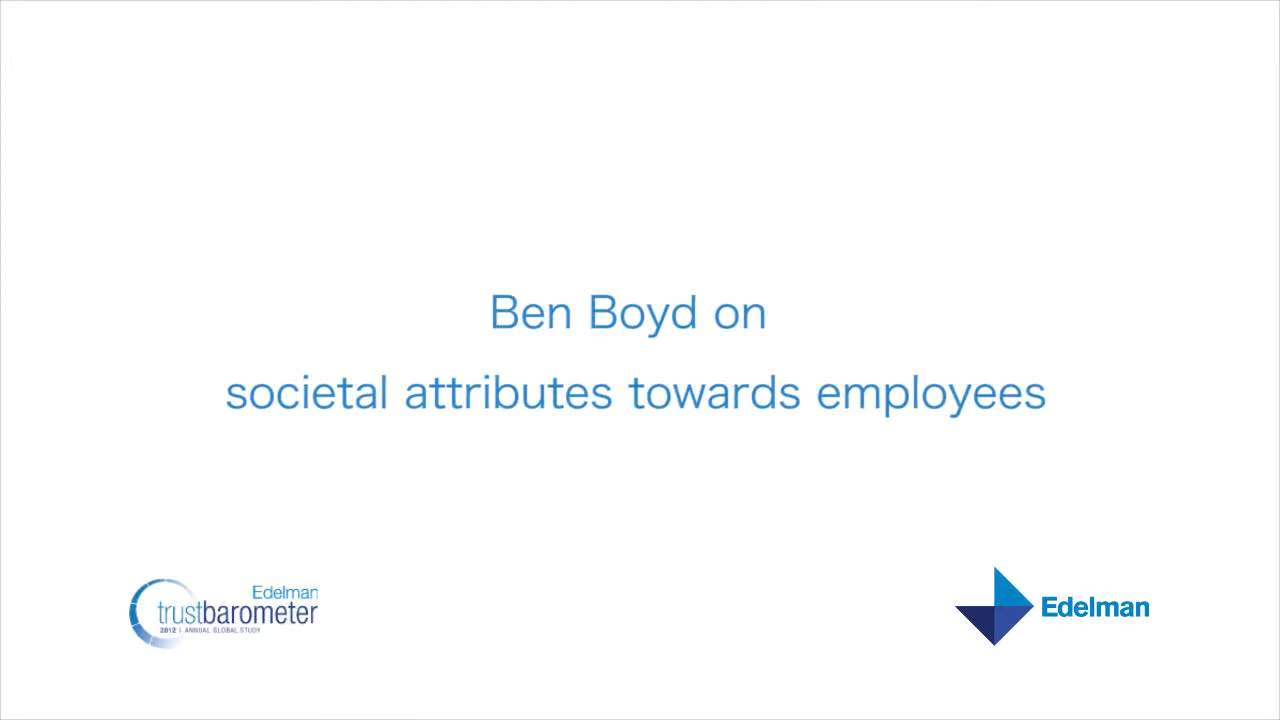 Ben Boyd on
societal attributes towards employees
Edelman
trustbarometer
2012 | ANNUAL GLOBAL STUDY
Edelman